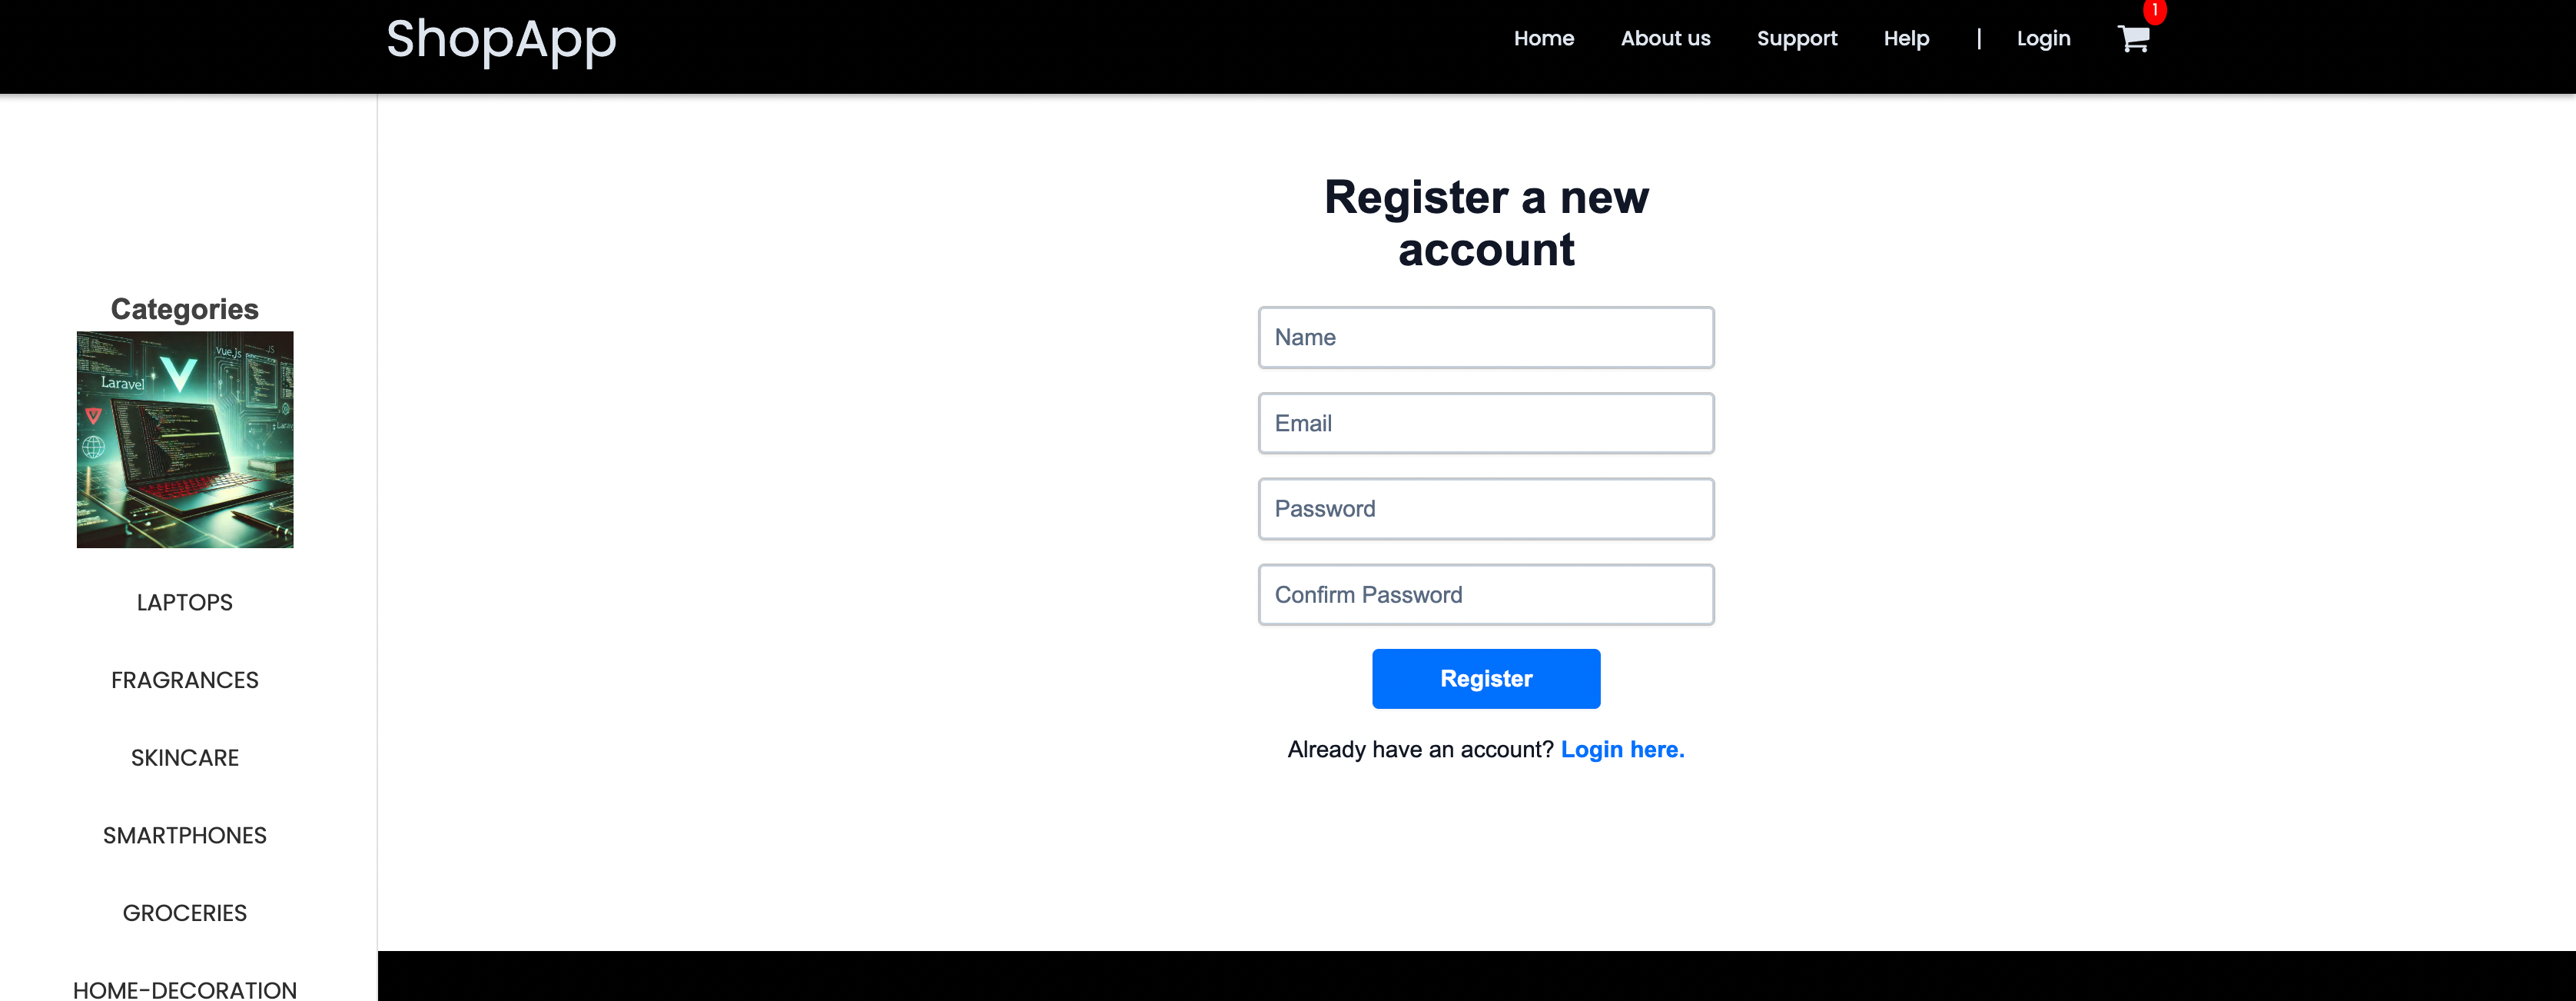 ShopApp
Home
About us
Support
Help
|
Login
1
Register a new
account
Name
Email
Password
Confirm Password
Register
Already have an account? Login here.
Categories
Vue.js
JS
Laravel
LAPTOPS
FRAGRANCES
SKINCARE
SMARTPHONES
GROCERIES
HOME-DECORATION